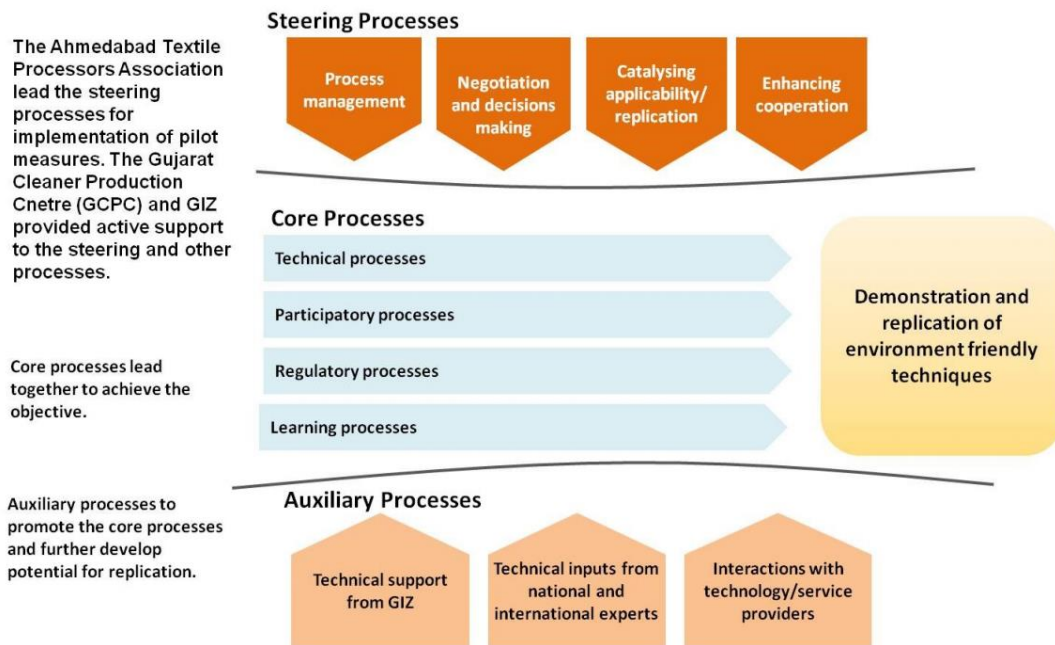 Steering Processes
The Ahmedabad Textile
Processors Association
lead the steering
processes for
implementation of pilot
measures. The Gujarat
Cleaner Production
Cnetre (GCPC) and GIZ
provided active support
to the steering and other
processes.
Process
management
Negotiation
and decisions
making
Catalysing
applicability/
replication
Enhancing
cooperation
Core Processes
Technical processes
Participatory processes
Regulatory processes
Learning processes
Demonstration and
replication of
environment friendly
techniques
Core processes lead
together to achieve the
objective.
Auxiliary Processes
Auxiliary processes to
promote the core processes
and further develop
potential for replication.
Technical support
from GIZ
Technical inputs from
national and
international experts
Interactions with
technology/service
providers